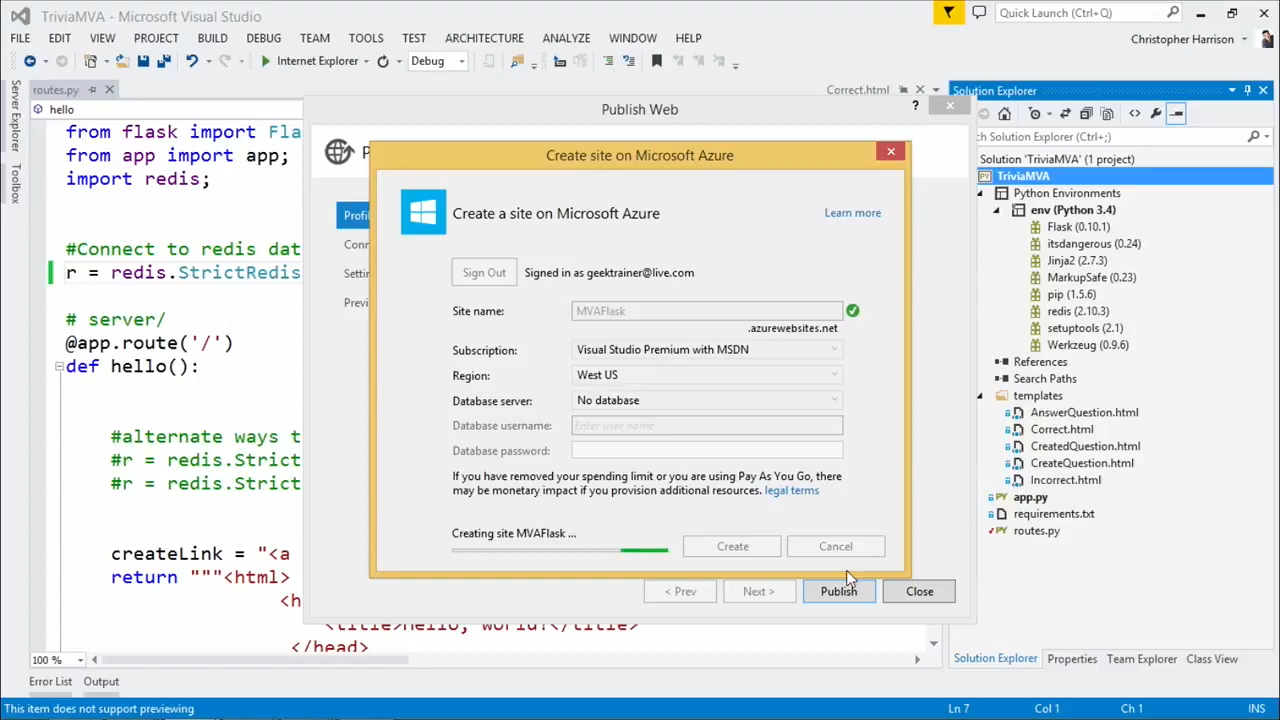 TriviaMVA - Microsoft Visual Studio
Quick Launch (Ctrl+Q)
FILE EDIT VIEW PROJECT BUILD DEBUG TEAM TOOLS TEST ARCHITECTURE ANALYZE WINDOW HELP
Christopher Harrison
Internet Explorer Debug
Server Explorer
Toolbox
routes.py
Correct.html
hello
from flask import Fla
from app import app;
import redis;
#Connect to redis dat
r = redis.StrictRedis
# server/
@app.route('/')
def hello():
#alternate ways t
#r = redis.Strict
#r = redis.Strict
createLink = "<a
return """<html>
<h
<title>Hello, World!</title>
</head>
100 %
Publish Web
?
P
Profil
Conn
Settin
Previ
Create site on Microsoft Azure
Create a site on Microsoft Azure
Learn more
Sign Out Signed in as geektrainer@live.com
Site name: MVAFlask
.azurewebsites.net
Subscription: Visual Studio Premium with MSDN
Region: West US
Database server: No database
Database username: Enter user name
Database password:
If you have removed your spending limit or you are using Pay As You Go, there
may be monetary impact if you provision additional resources. legal terms
Creating site MVAFlask ...
Create Cancel
< Prev Next > Publish Close
Solution Explorer
Search Solution Explorer (Ctrl+;)
Solution 'TriviaMVA' (1 project)
TriviaMVA
Python Environments
env (Python 3.4)
Flask (0.10.1)
itsdangerous (0.24)
Jinja2 (2.7.3)
MarkupSafe (0.23)
pip (1.5.6)
redis (2.10.3)
setuptools (2.1)
Werkzeug (0.9.6)
References
Search Paths
templates
AnswerQuestion.html
Correct.html
CreatedQuestion.html
CreateQuestion.html
Incorrect.html
app.py
requirements.txt
routes.py
Solution Explorer Properties Team Explorer Class View
Error List Output
This item does not support previewing
Ln 7 Col 1 Ch 1 INS